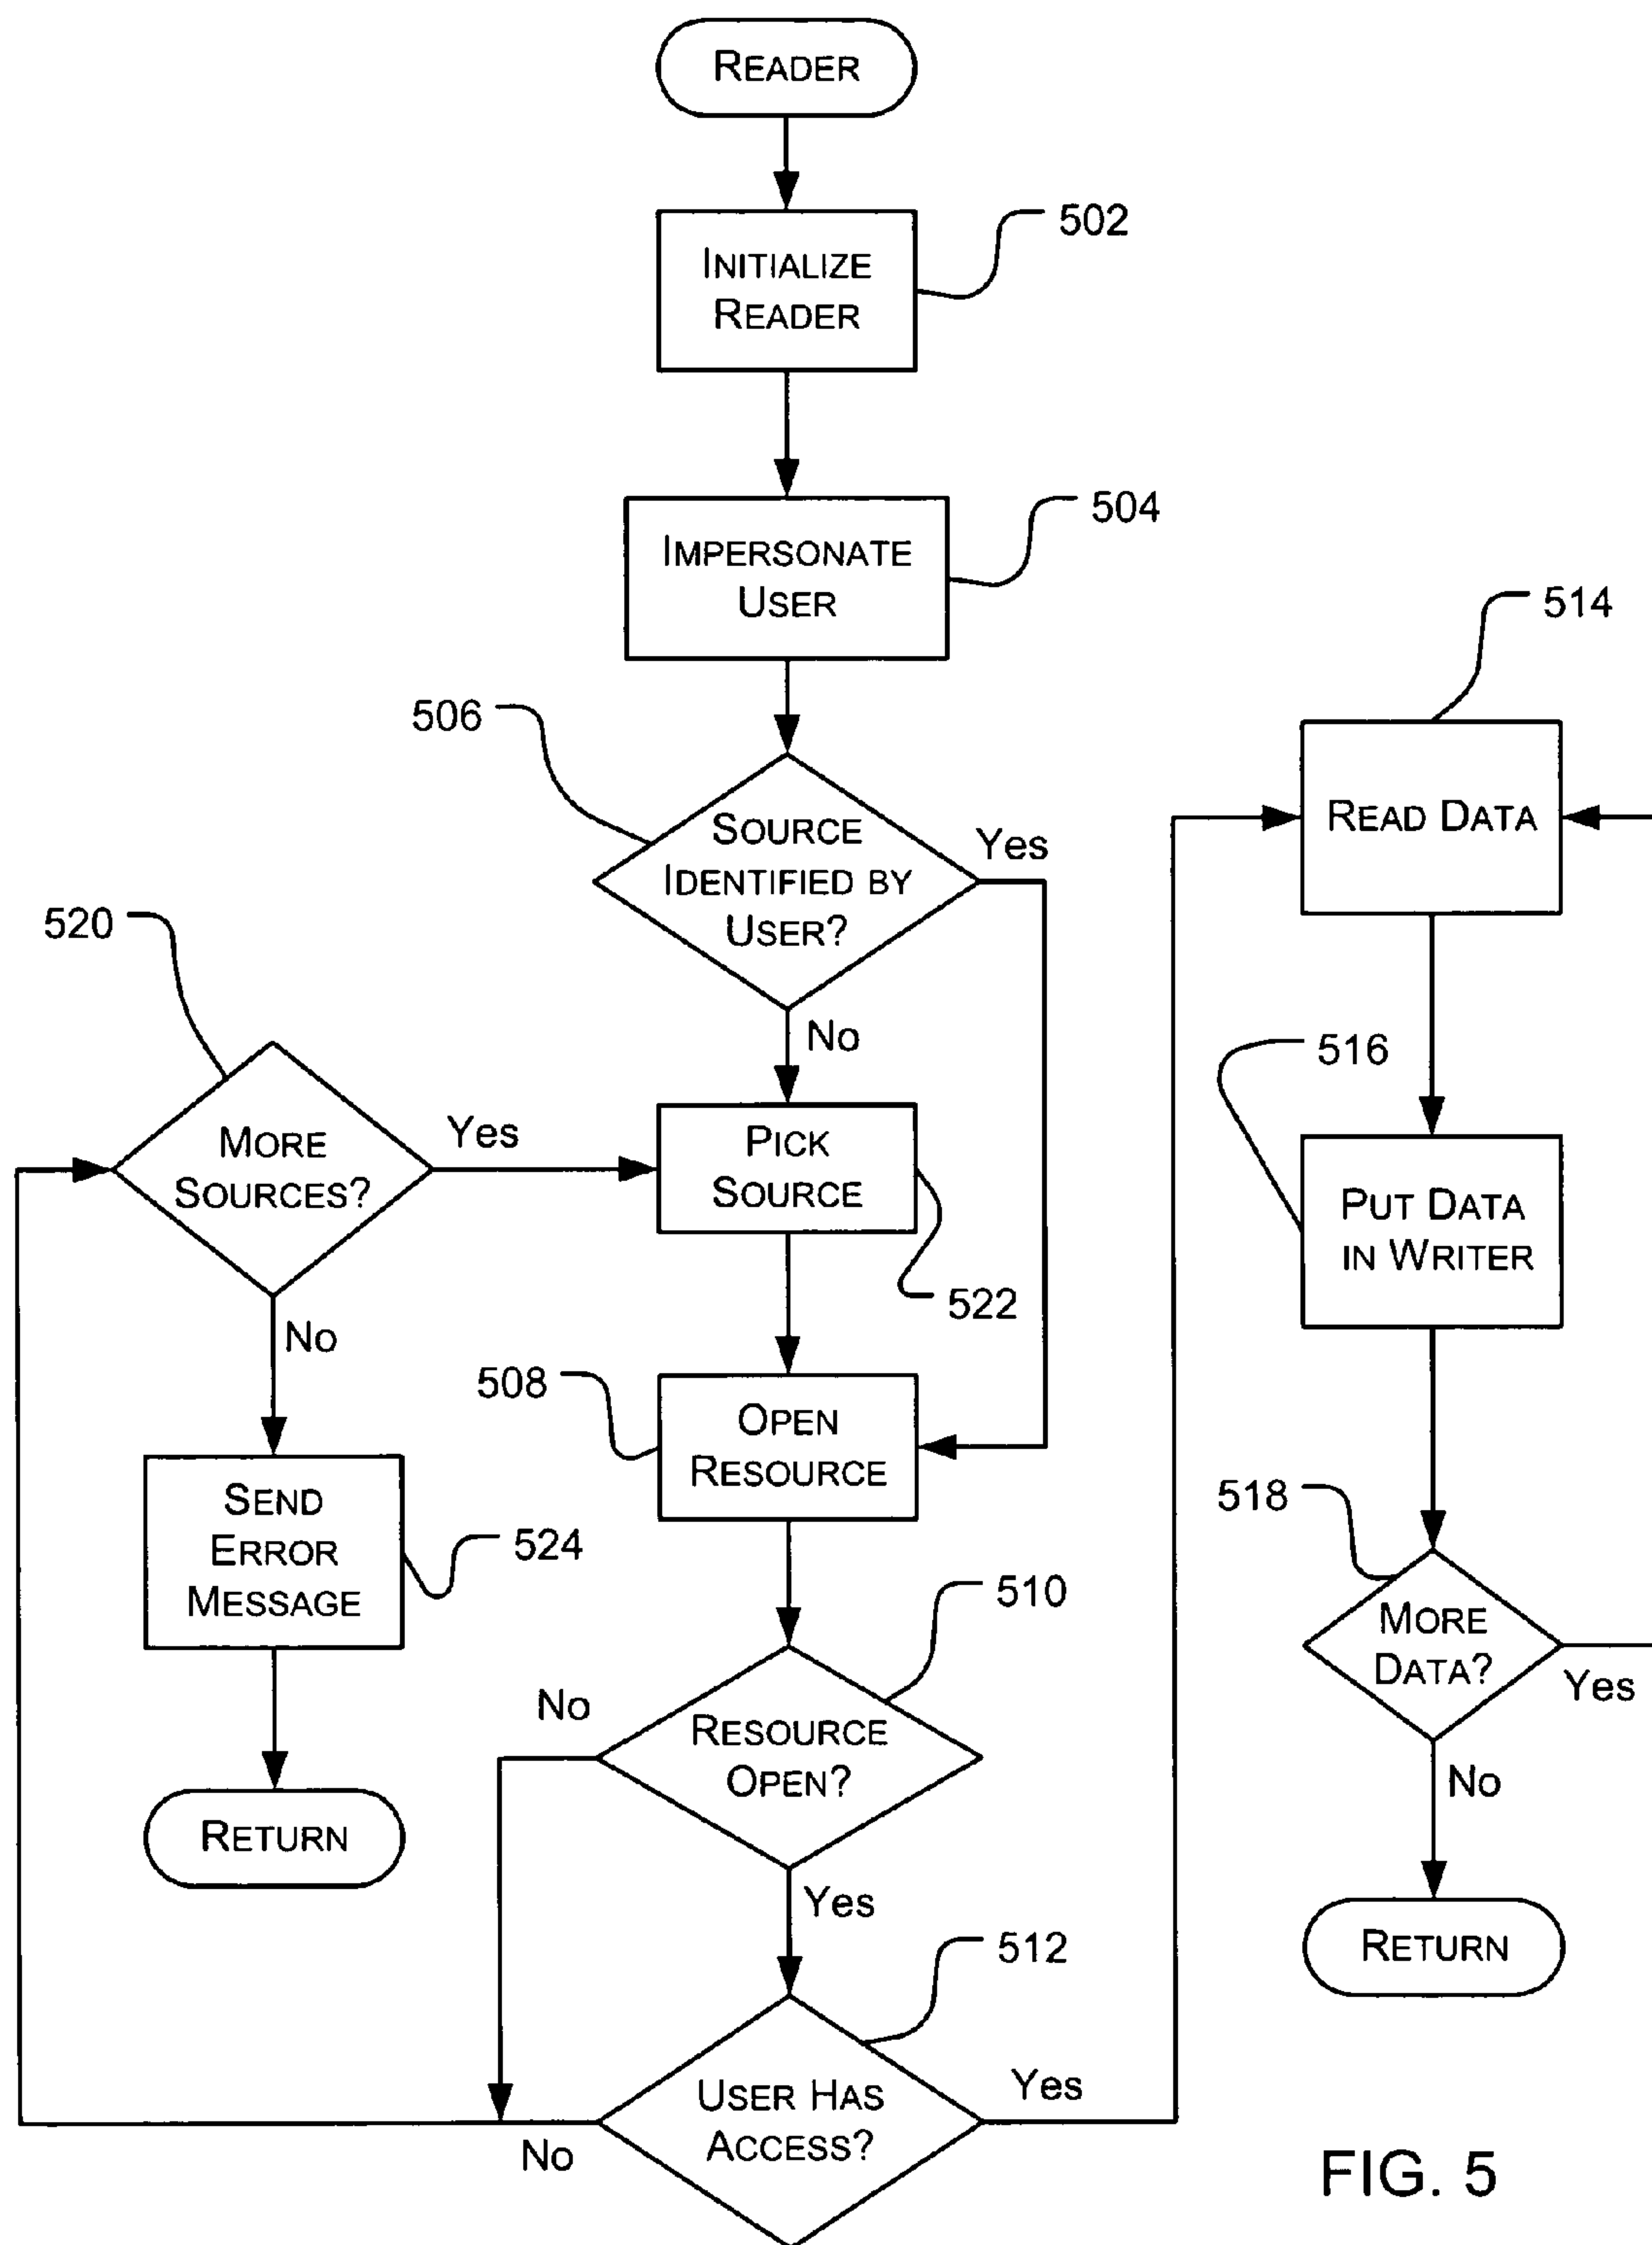 READER
502
INITIALIZE
READER
504
IMPERSONATE
USER
514
506
SOURCE
IDENTIFIED BY
USER?
Yes
READ DATA
520
No
516
MORE
SOURCES?
Yes
PICK
SOURCE
PUT DATA
IN WRITER
522
No
508
OPEN
RESOURCE
518
SEND
ERROR
MESSAGE
524
510
MORE
DATA?
Yes
No
RESOURCE
OPEN?
No
RETURN
Yes
512
RETURN
USER HAS
ACCESS?
Yes
No
FIG. 5